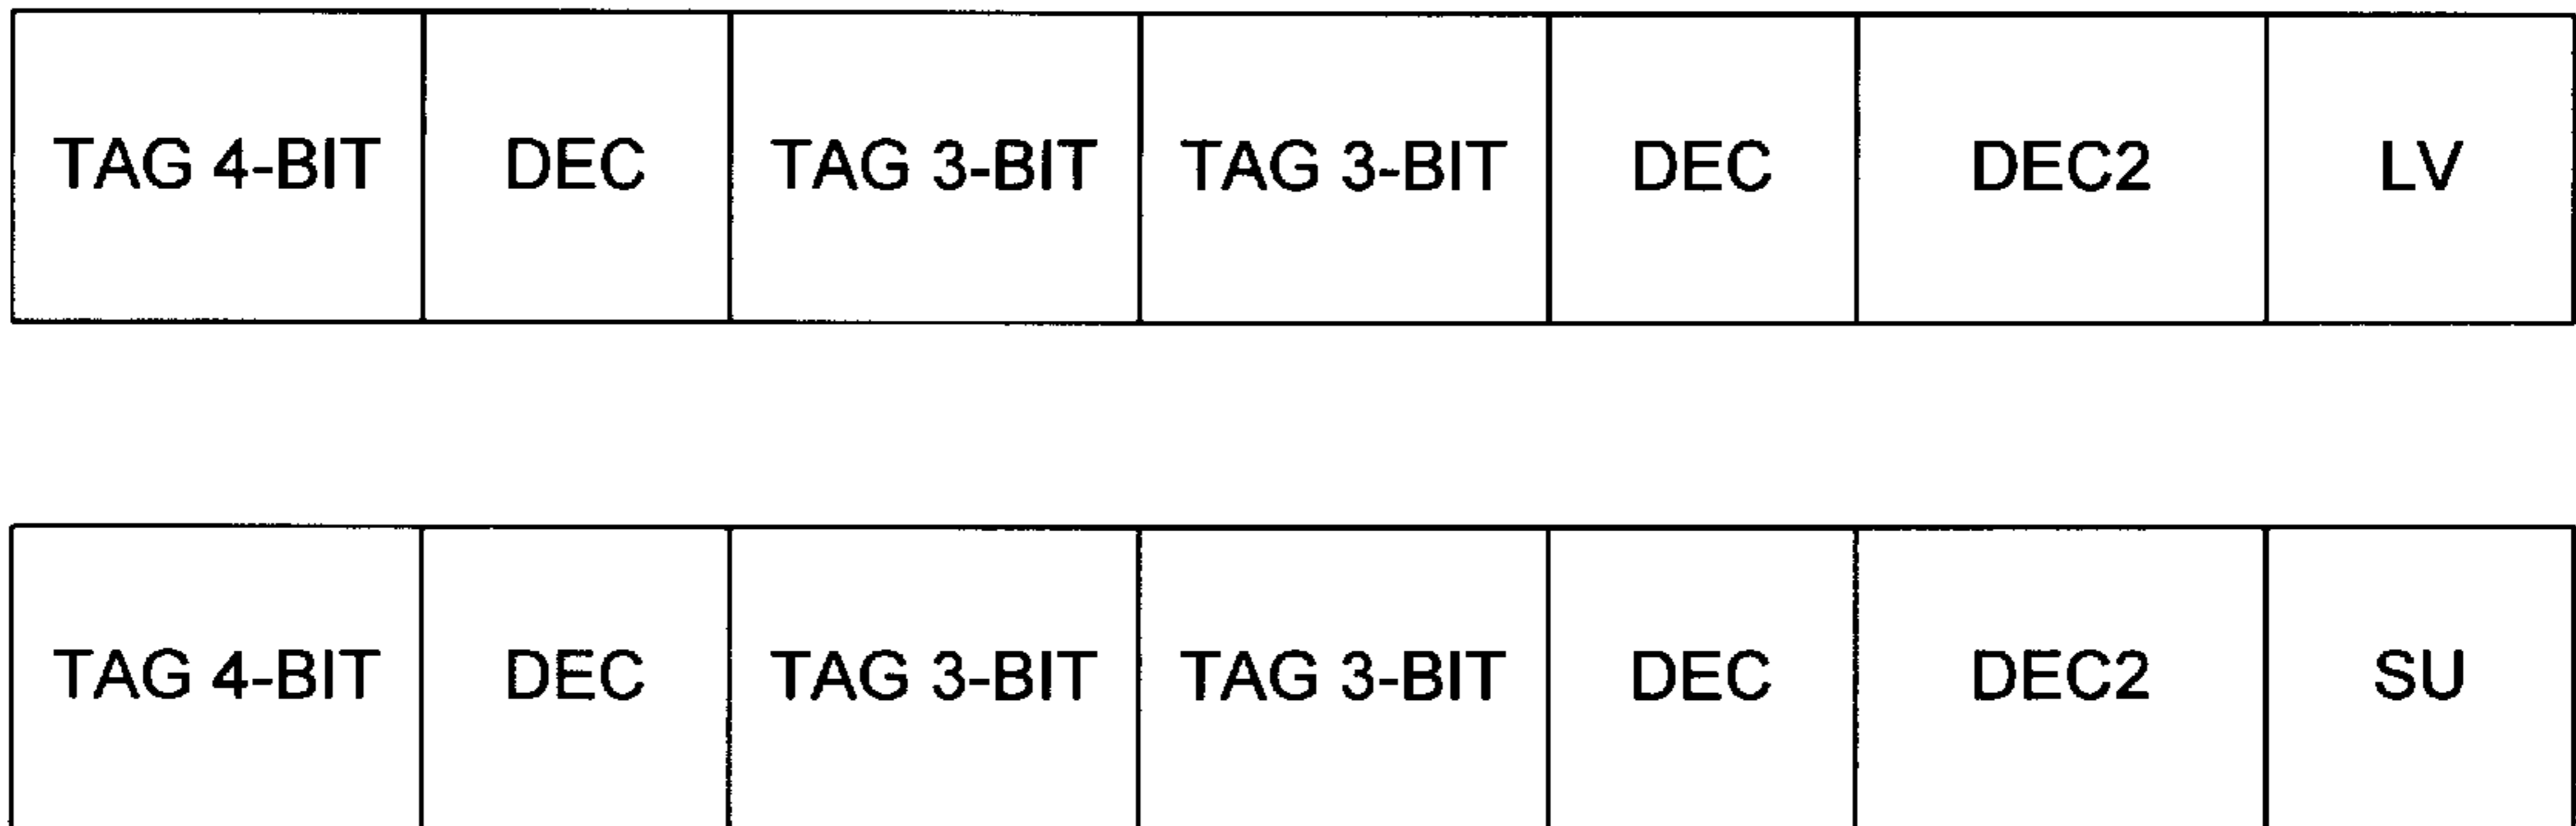 TAG 4-BIT DEC TAG 3-BIT TAG 3-BIT DEC DEC2 LV
TAG 4-BIT DEC TAG 3-BIT TAG 3-BIT DEC DEC2 SU